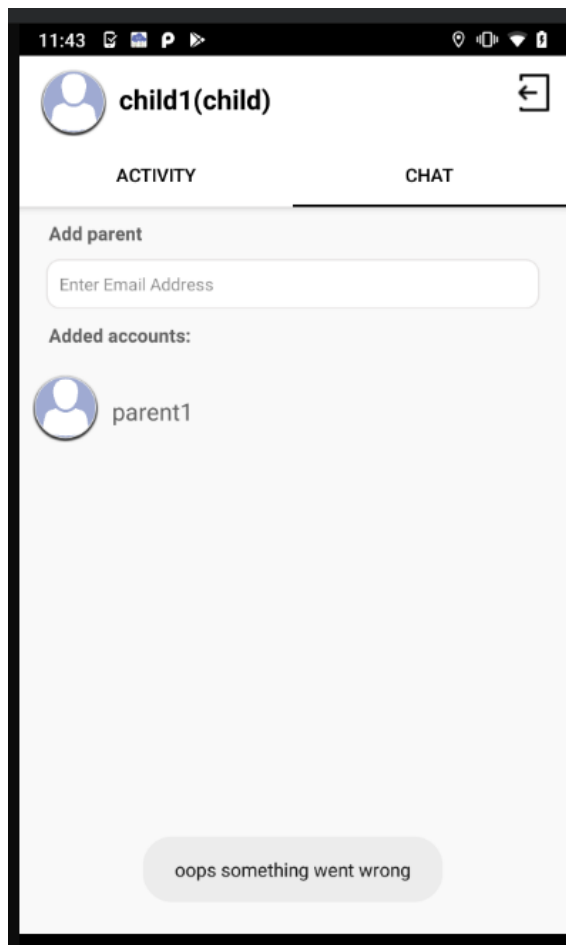 11:43
child1(child)
ACTIVITY CHAT
Add parent
Enter Email Address
Added accounts:
parent1
oops something went wrong